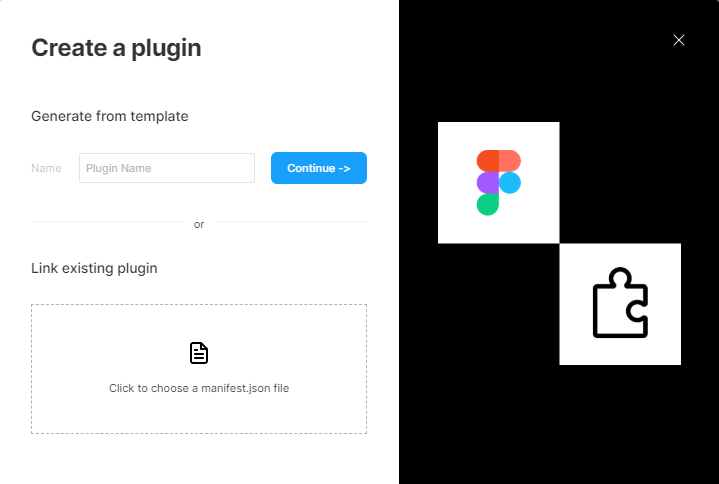 Create a plugin
Generate from template
Name
Plugin Name
Continue ->
or
Link existing plugin
Click to choose a manifest.json file